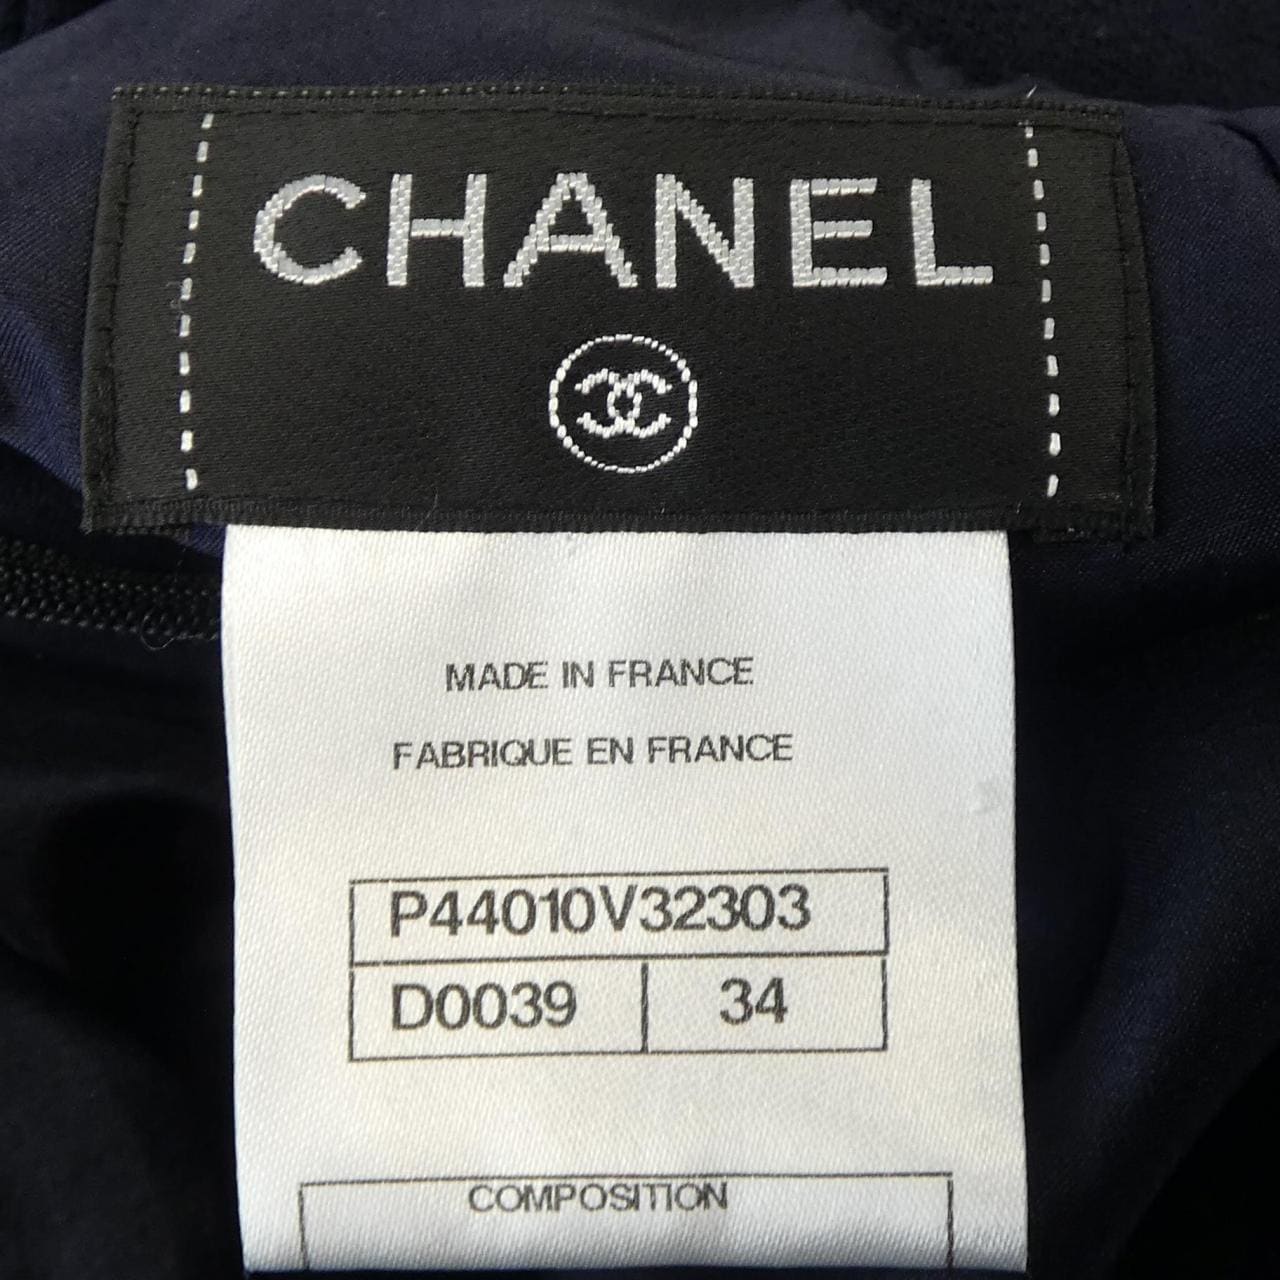 CHANEL
MADE IN FRANCE
FABRIQUE EN FRANCE
P44010V32303
D0039 34
COMPOSITION